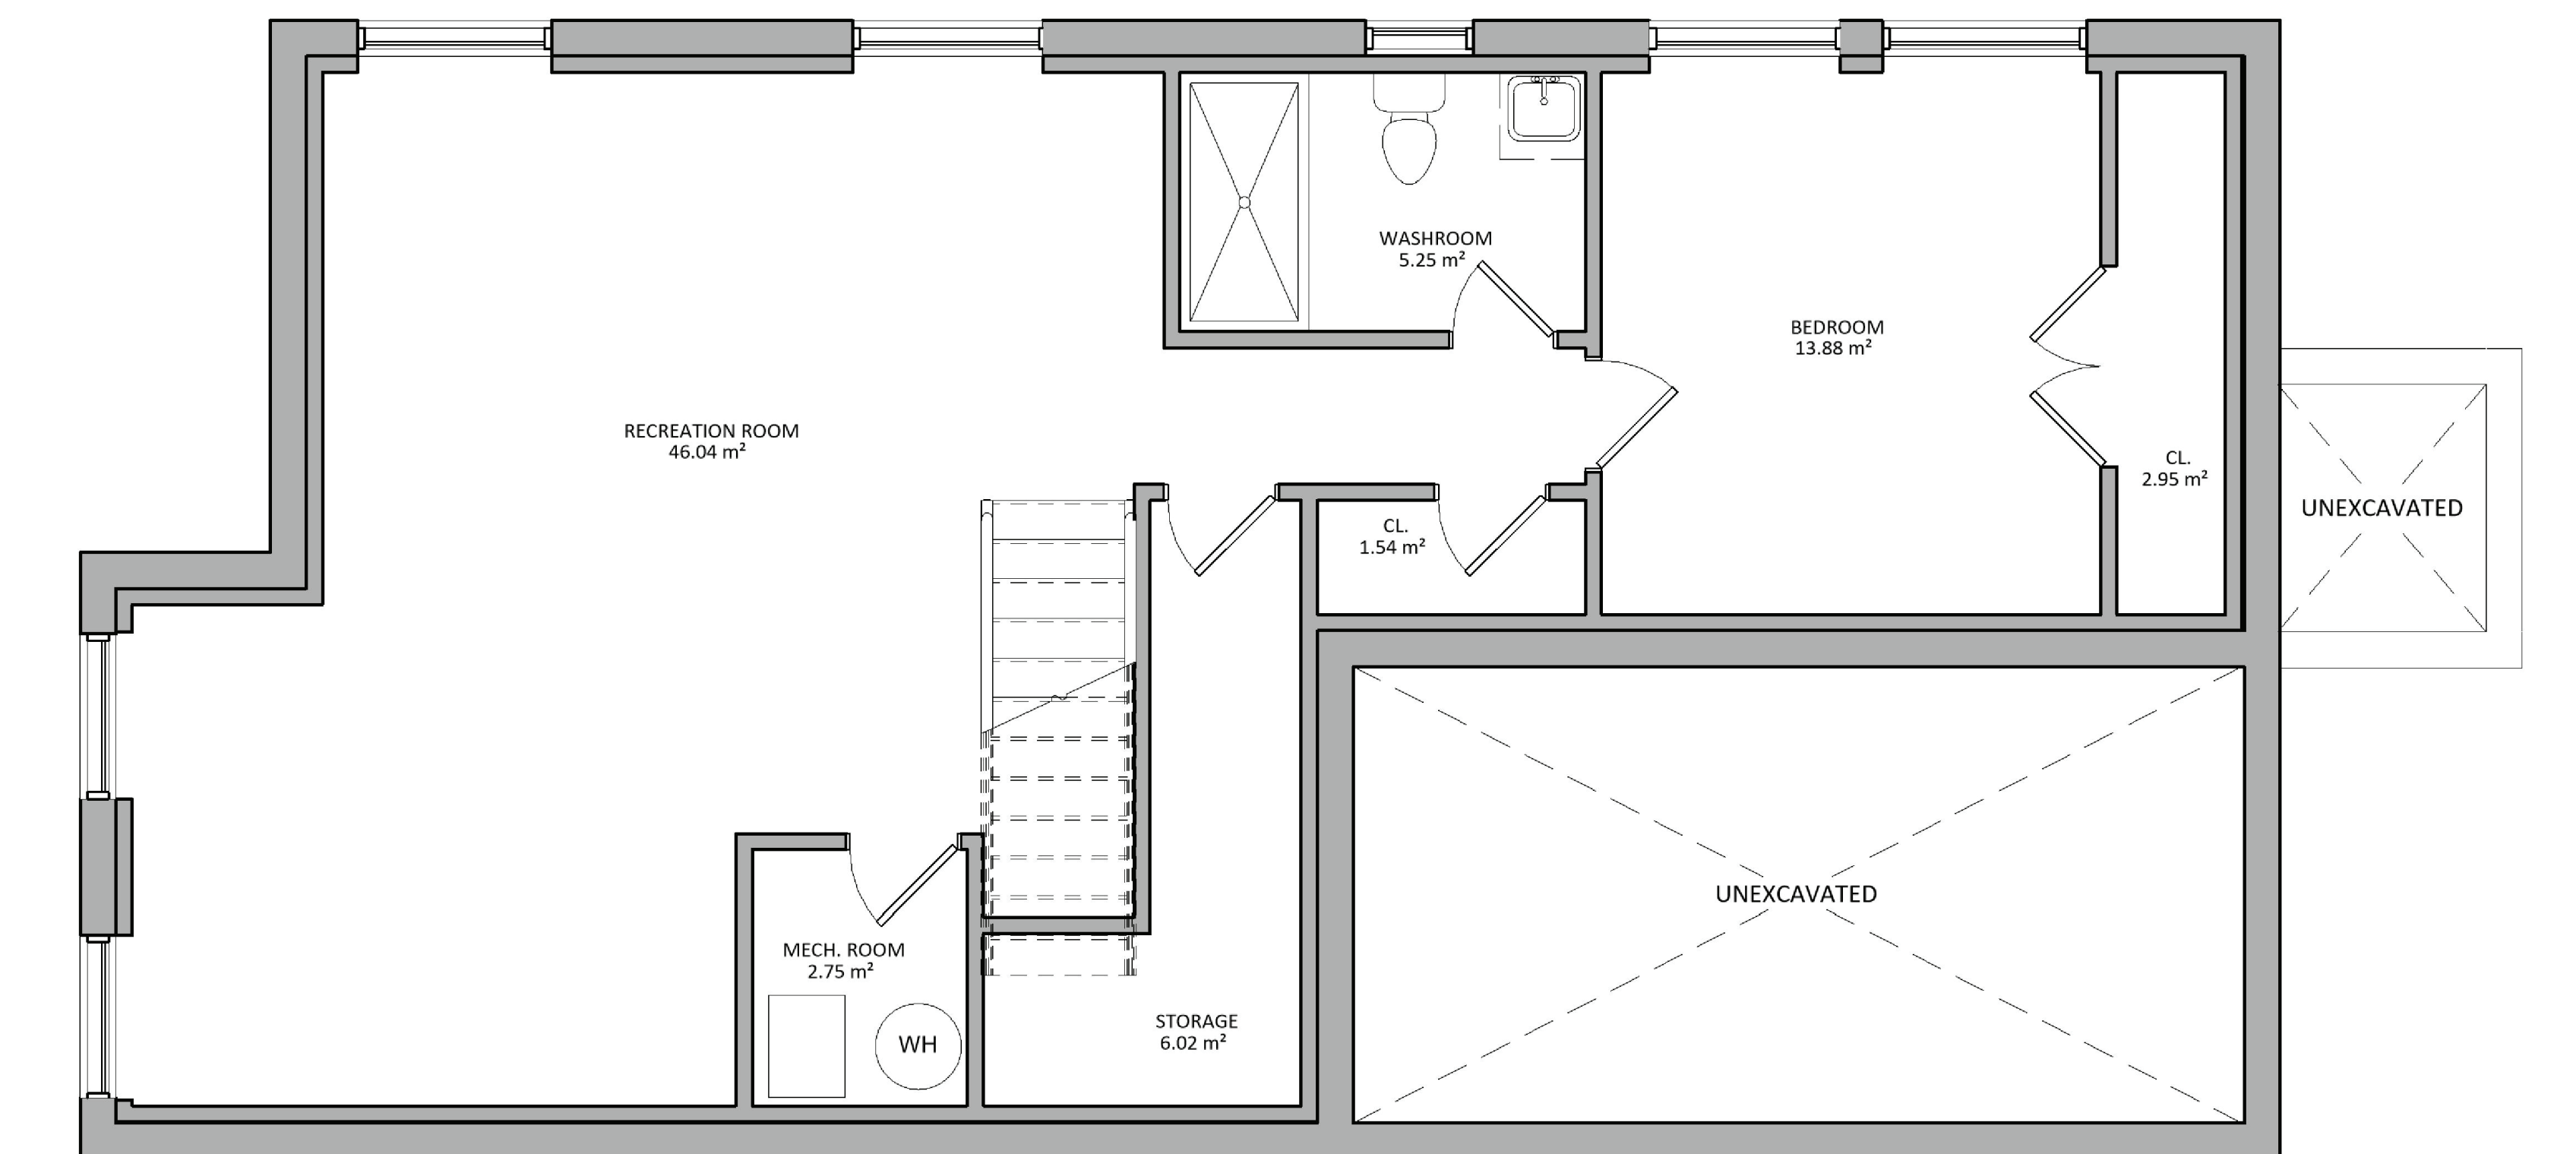 WASHROOM
5.25 m²
BEDROOM
13.88 m²
RECREATION ROOM
46.04 m²
CL.
2.95 m²
UNEXCAVATED
CL.
1.54 m²
UNEXCAVATED
MECH. ROOM
2.75 m²
STORAGE
6.02 m²
WH